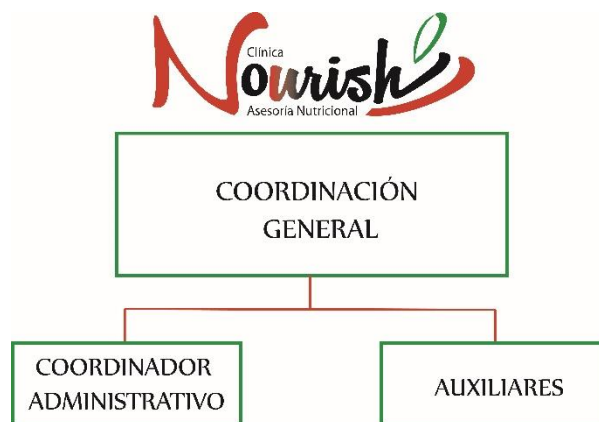 Clínica
Nourish
Asesoría Nutricional
COORDINACIÓN
GENERAL
COORDINADOR
ADMINISTRATIVO
AUXILIARES